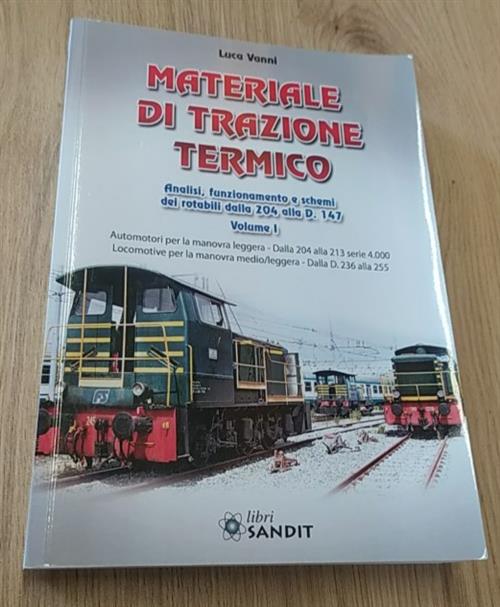 Luca Vanni
MATERIALE
DI TRAZIONE
TERMICO
Analisi, funzionamento e schemi
dei rotabili dalla 204 alla D. 147
Volume I
Automotori per la manovra leggera - Dalla 204 alla 213 serie 4.000
Locomotive per la manovra medio/leggera - Dalla D. 236 alla 255
FS
245
libri
SANDIT